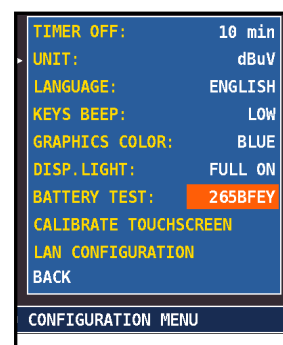 TIMER OFF: 10 min
UNIT: dBuV
LANGUAGE: ENGLISH
KEYS BEEP: LOW
GRAPHICS COLOR: BLUE
DISP.LIGHT: FULL ON
BATTERY TEST: 265BFEY
CALIBRATE TOUCHSCREEN
LAN CONFIGURATION
BACK
CONFIGURATION MENU